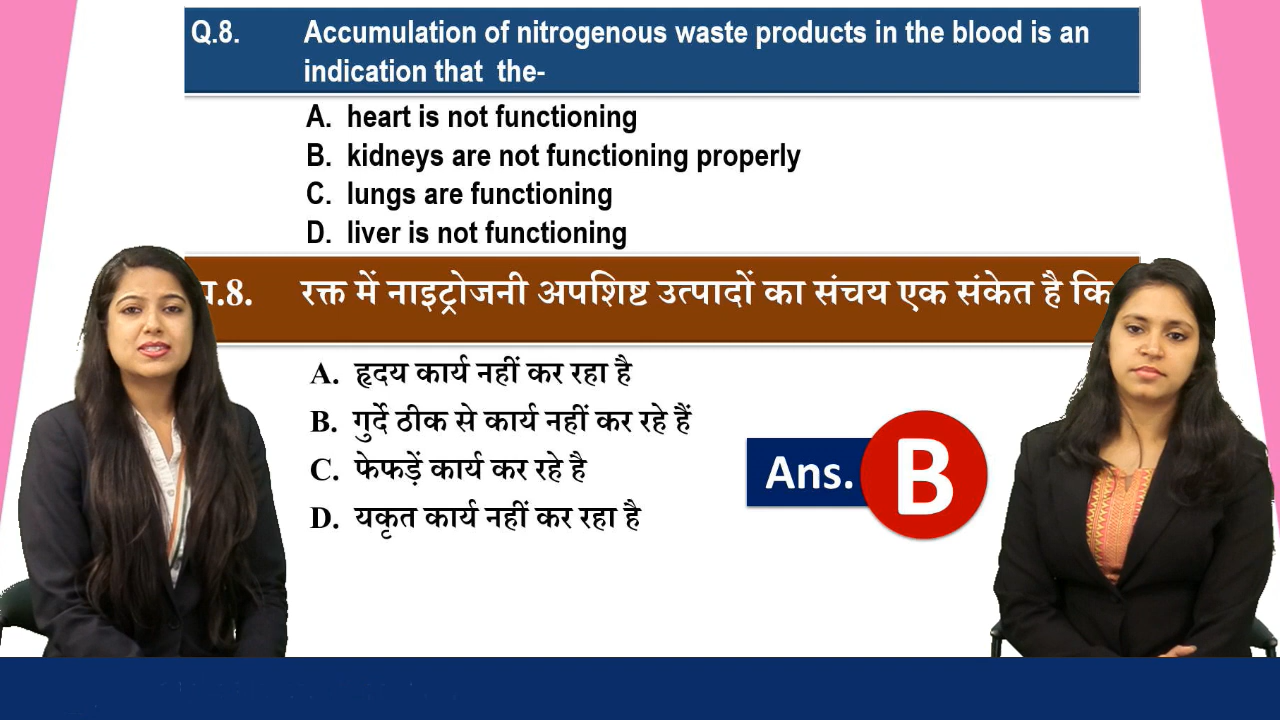 Q.8. Accumulation of nitrogenous waste products in the blood is an
indication that the-
A. heart is not functioning
B. kidneys are not functioning properly
C. lungs are functioning
D. liver is not functioning
8. रक्त में नाइट्रोजनी अपशिष्ट उत्पादों का संचय एक संकेत है कि
A. हृदय कार्य नहीं कर रहा है
B. गुर्दे ठीक से कार्य नहीं कर रहे हैं
C. फेफड़ें कार्य कर रहे है
D. यकृत कार्य नहीं कर रहा है
Ans. B